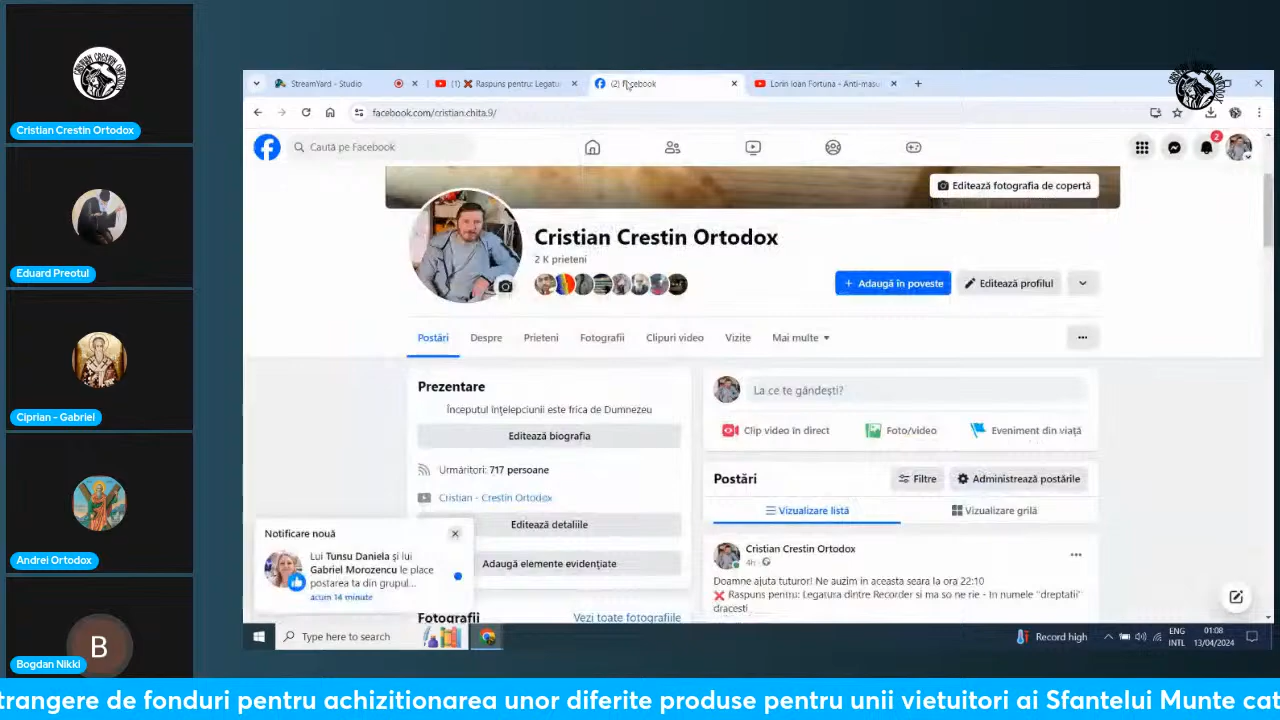 Cristian Crestin Ortodox
Eduard Preotul
Ciprian - Gabriel
Andrei Ortodox
B
Bogdan Nikki
StreamYard - Studio
(1) ❌ Raspuns pentru: Legatu
(2) Facebook
Lorin Ioan Fortuna - Anti-masu
facebook.com/cristian.chita.9/
Caută pe Facebook
2
Editează fotografia de copertă
Cristian Crestin Ortodox
2 K prieteni
+ Adaugă în poveste
Editează profilul
Postări
Despre
Prieteni
Fotografii
Clipuri video
Vizite
Mai multe
Prezentare
Începutul înțelepciunii este frica de Dumnezeu
Editează biografia
Urmăritori: 717 persoane
Cristian - Crestin Ortodox
Editează detaliile
Adaugă elemente evidențiate
Fotografii
Vezi toate fotografiile
La ce te gândești?
Clip video în direct
Foto/video
Eveniment din viață
Postări
Filtre
Administrează postările
Vizualizare listă
Vizualizare grilă
Cristian Crestin Ortodox
4h
Doamne ajuta tuturor! Ne auzim in aceasta seara la ora 22:10
❌ Raspuns pentru: Legatura dintre Recorder si ma so ne rie - In numele "dreptatii"
dracesti
Notificare nouă
Lui Tunsu Daniela și lui
Gabriel Morozencu le place
postarea ta din grupul...
acum 14 minute
Type here to search
Record high
ENG
INTL
01:08
13/04/2024
trangere de fonduri pentru achizitionarea unor diferite produse pentru unii vietuitori ai Sfantelui Munte cat